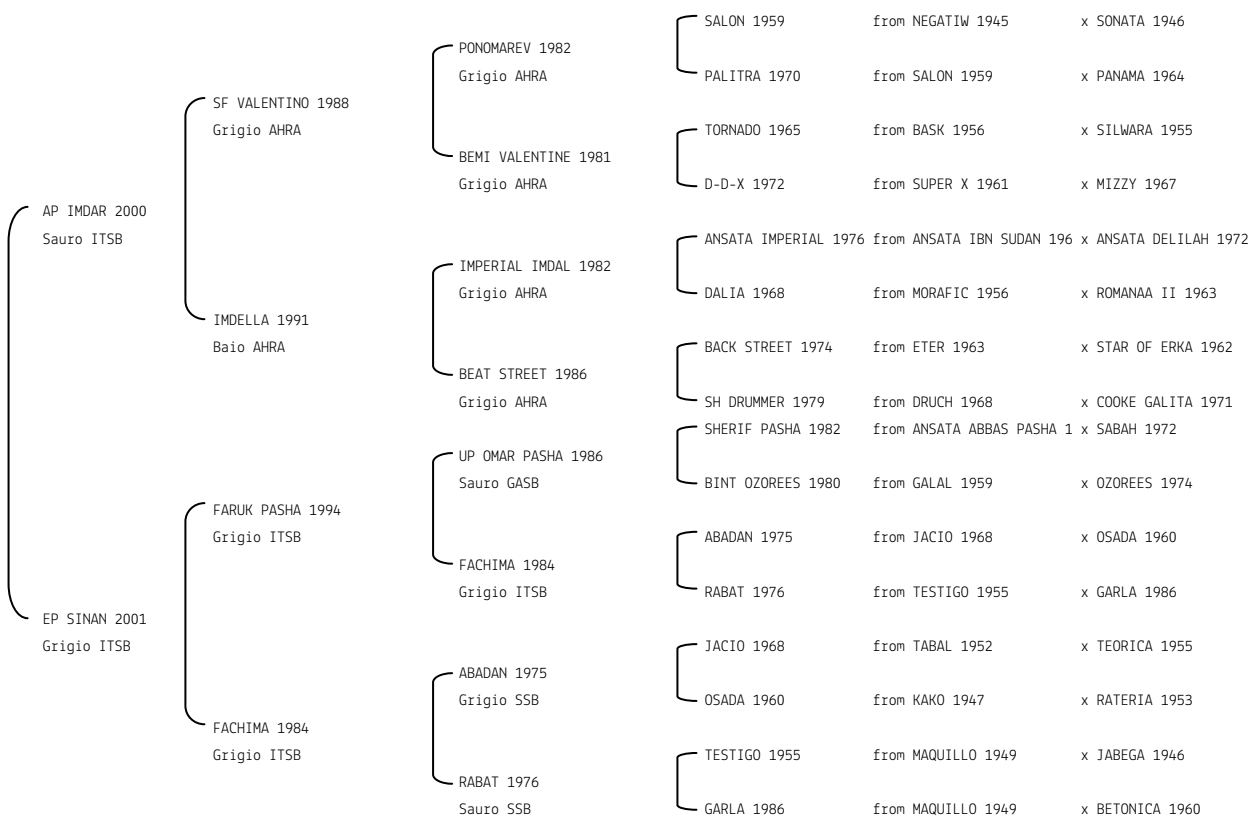 SALON 1959 from NEGATIW 1945 x SONATA 1946
PONOMAREV 1982
Grigio AHRA PALITRA 1970 from SALON 1959 x PANAMA 1964
SF VALENTINO 1988
Grigio AHRA TORNADO 1965 from BASK 1956 x SILWARA 1955
BEMI VALENTINE 1981
Grigio AHRA D-D-X 1972 from SUPER X 1961 x MIZZY 1967
AP IMDAR 2000
Sauro ITSB ANSATA IMPERIAL 1976 from ANSATA IBN SUDAN 196 x ANSATA DELILAH 1972
IMPERIAL IMDAL 1982
Grigio AHRA DALIA 1968 from MORAFIC 1956 x ROMANAA II 1963
IMDELLA 1991
Baio AHRA BACK STREET 1974 from ETER 1963 x STAR OF ERKA 1962
BEAT STREET 1986
Grigio AHRA SH DRUMMER 1979 from DRUCH 1968 x COOKE GALITA 1971
SHERIF PASHA 1982 from ANSATA ABBAS PASHA 1 x SABAH 1972
UP OMAR PASHA 1986
Sauro GASB BINT OZOREES 1980 from GALAL 1959 x OZOREES 1974
FARUK PASHA 1994
Grigio ITSB ABADAN 1975 from JACIO 1968 x OSADA 1960
FACHIMA 1984
Grigio ITSB RABAT 1976 from TESTIGO 1955 x GARLA 1986
EP SINAN 2001
Grigio ITSB JACIO 1968 from TABAL 1952 x TEORICA 1955
ABADAN 1975
Grigio SSB OSADA 1960 from KAKO 1947 x RATERIA 1953
FACHIMA 1984
Grigio ITSB TESTIGO 1955 from MAQUILLO 1949 x JABEGA 1946
RABAT 1976
Sauro SSB GARLA 1986 from MAQUILLO 1949 x BETONICA 1960